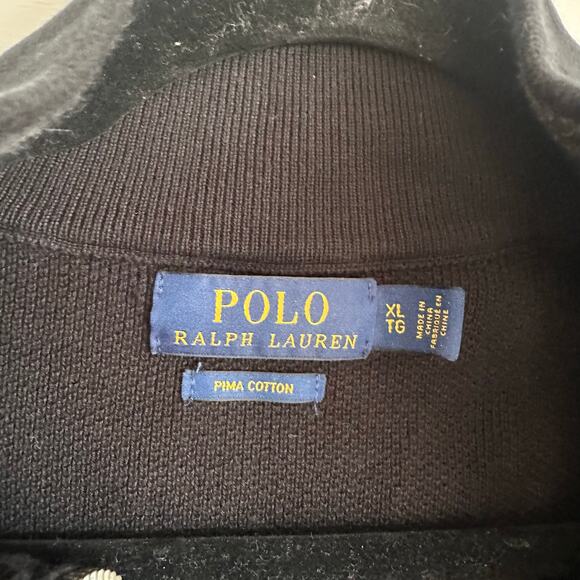 POLO
RALPH LAUREN
XL
TG
MADE IN
CHINA
FABRIQUÉ EN
CHINE
PIMA COTTON